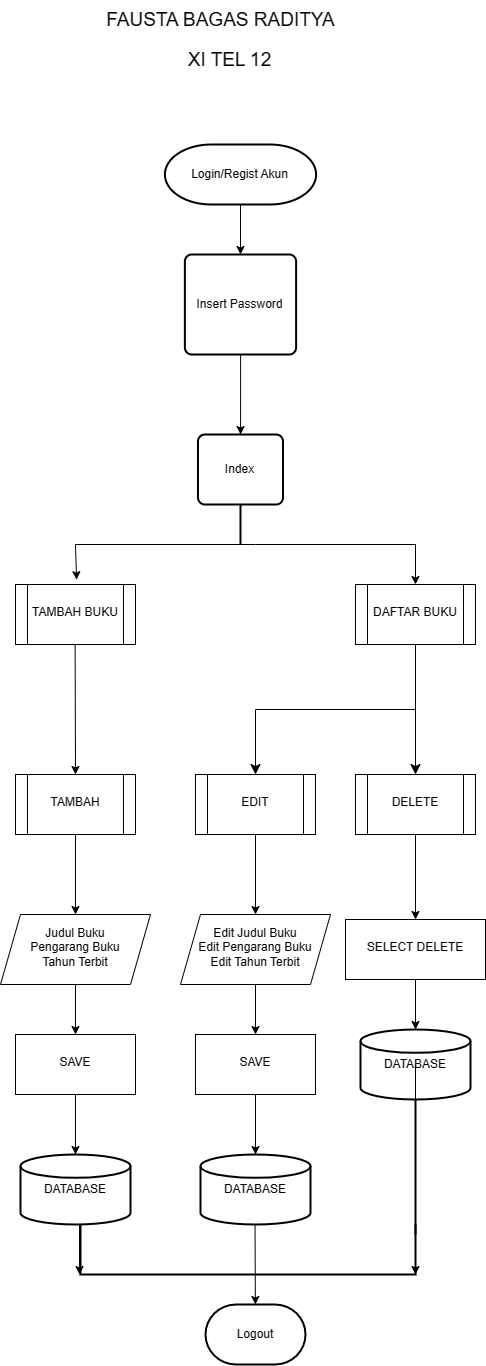 FAUSTA BAGAS RADITYA
XI TEL 12
Login/Regist Akun
Insert Password
Index
TAMBAH BUKU
DAFTAR BUKU
TAMBAH
EDIT
DELETE
Judul Buku
Pengarang Buku
Tahun Terbit
Edit Judul Buku
Edit Pengarang Buku
Edit Tahun Terbit
SELECT DELETE
SAVE
SAVE
DATABASE
DATABASE
DATABASE
Logout